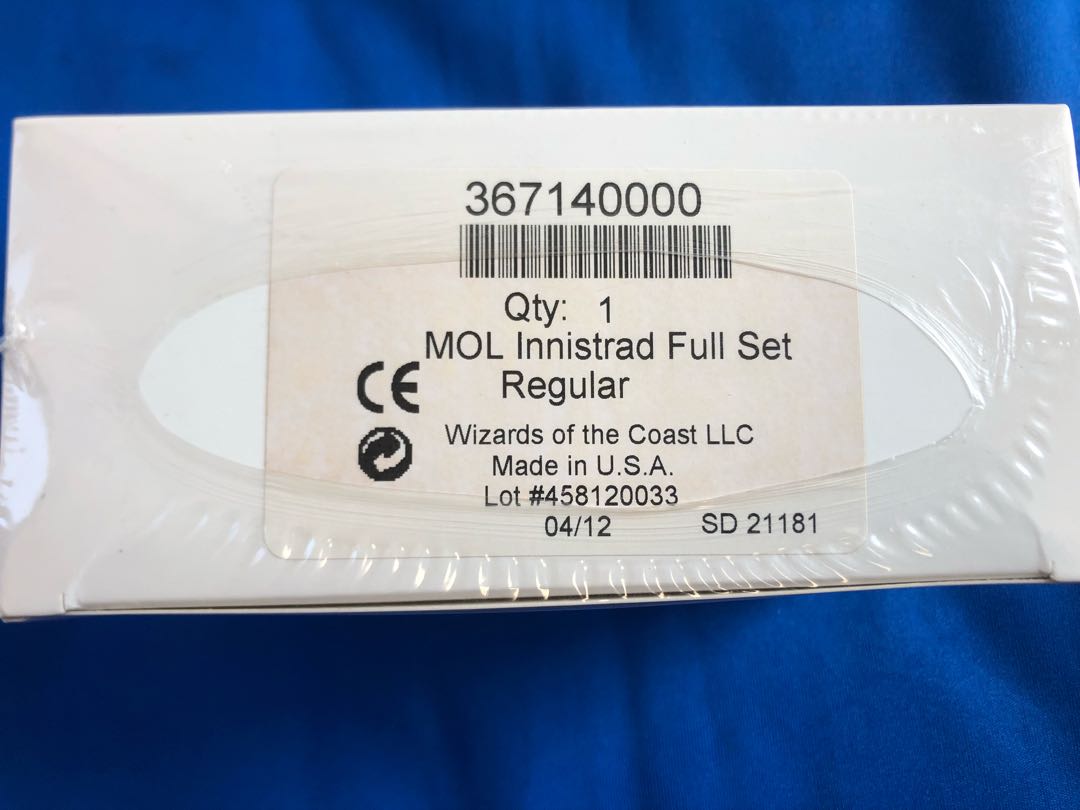 367140000
Qty: 1
MOL Innistrad Full Set
Regular
CE
Wizards of the Coast LLC
Made in U.S.A.
Lot #458120033
04/12 SD 21181